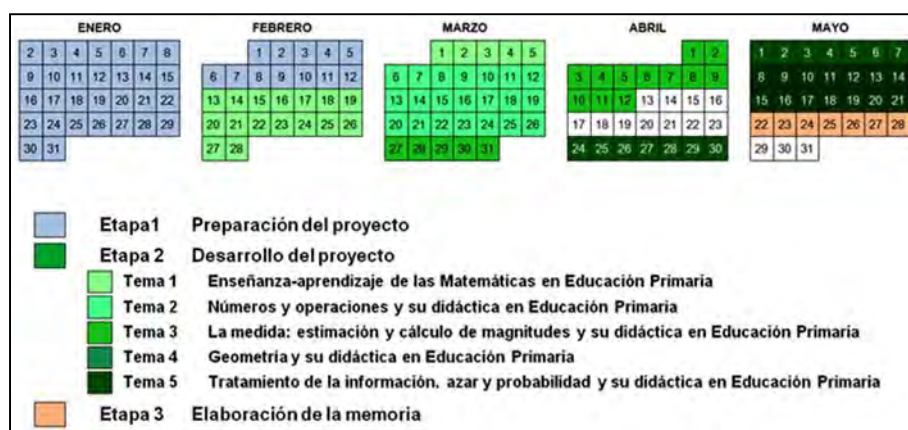 ENERO FEBRERO MARZO ABRIL MAYO
2 3 4 5 6 7 8 1 2 3 4 5 1 2 3 4 5 1 2 1 2 3 4 5 6 7
9 10 11 12 13 14 15 6 7 8 9 10 11 12 6 7 8 9 10 11 12 3 4 5 6 7 8 9 8 9 10 11 12 13 14
16 17 18 19 20 21 22 13 14 15 16 17 18 19 13 14 15 16 17 18 19 10 11 12 13 14 15 16 15 16 17 18 19 20 21
23 24 25 26 27 28 29 20 21 22 23 24 25 26 20 21 22 23 24 25 26 17 18 19 20 21 22 23 22 23 24 25 26 27 28
30 31 27 28 27 28 29 30 31 24 25 26 27 28 29 30 29 30 31
Etapa1 Preparación del proyecto
Etapa 2 Desarrollo del proyecto
Tema 1 Enseñanza-aprendizaje de las Matemáticas en Educación Primaria
Tema 2 Números y operaciones y su didáctica en Educación Primaria
Tema 3 La medida: estimación y cálculo de magnitudes y su didáctica en Educación Primaria
Tema 4 Geometría y su didáctica en Educación Primaria
Tema 5 Tratamiento de la información, azar y probabilidad y su didáctica en Educación Primaria
Etapa 3 Elaboración de la memoria